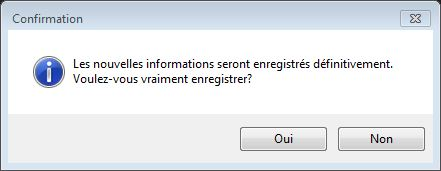 Confirmation
Les nouvelles informations seront enregistrés définitivement.
Voulez-vous vraiment enregistrer?
Oui
Non